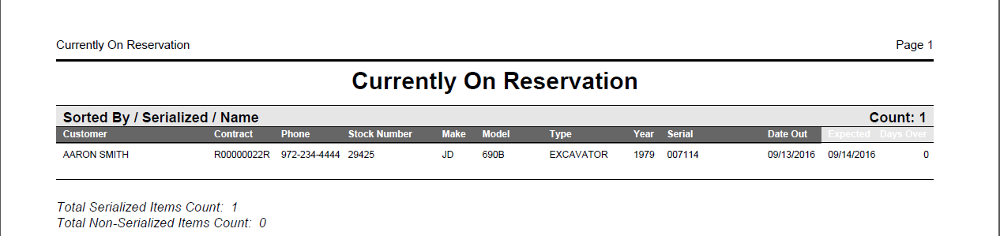 Currently On Reservation Page 1
Currently On Reservation
Sorted By / Serialized / Name Count: 1
Customer Contract Phone Stock Number Make Model Type Year Serial Date Out Expected Days Over
AARON SMITH R00000022R 972-234-4444 29425 JD 690B EXCAVATOR 1979 007114 09/13/2016 09/14/2016 0
Total Serialized Items Count: 1
Total Non-Serialized Items Count: 0